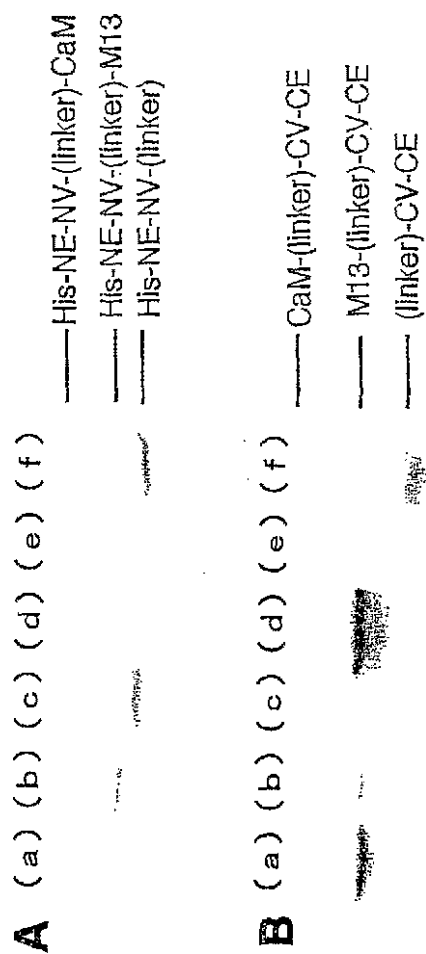 A (a) (b) (c) (d) (e) (f)
His-NE-NV-(linker)-CaM
His-NE-NV-(linker)-M13
His-NE-NV-(linker)
B (a) (b) (c) (d) (e) (f)
CaM-(linker)-CV-CE
M13-(linker)-CV-CE
(linker)-CV-CE